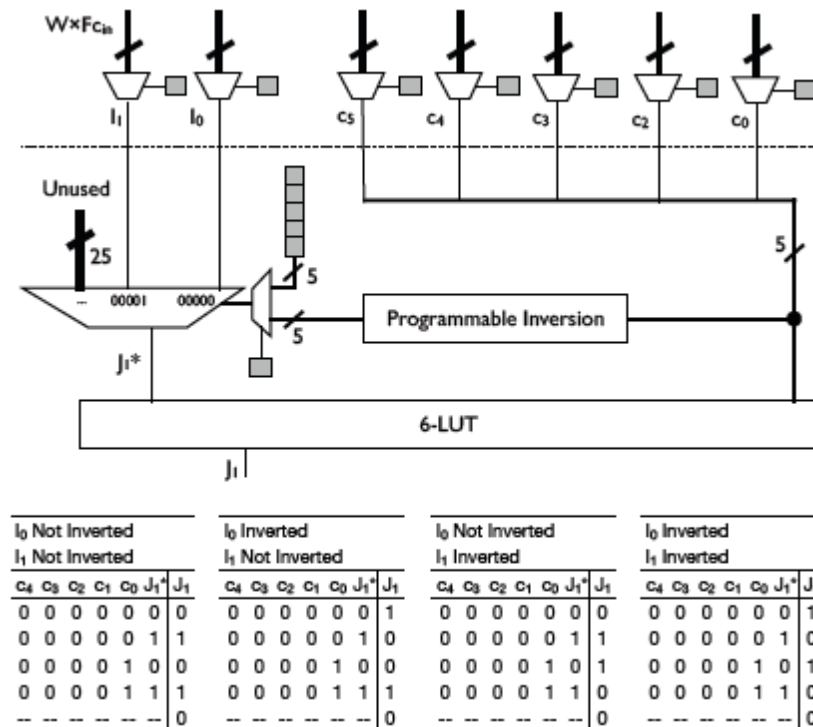 W×Fc_in
I₁ I₀ c₅ c₄ c₃ c₂ c₀
Unused
25 5 5
... 00001 00000
5 Programmable Inversion
J₁*
6-LUT
J₁
I₀ Not Inverted I₀ Inverted I₀ Not Inverted I₀ Inverted
I₁ Not Inverted I₁ Not Inverted I₁ Inverted I₁ Inverted
c₄ c₃ c₂ c₁ c₀ J₁* J₁ c₄ c₃ c₂ c₁ c₀ J₁* J₁ c₄ c₃ c₂ c₁ c₀ J₁* J₁ c₄ c₃ c₂ c₁ c₀ J₁* J
0 0 0 0 0 0 0 0 0 0 0 0 0 1 0 0 0 0 0 0 0 0 0 0 0 0 0 1
0 0 0 0 0 1 1 0 0 0 0 0 1 0 0 0 0 0 0 1 1 0 0 0 0 0 1 0
0 0 0 0 1 0 0 0 0 0 0 1 0 0 0 0 0 0 1 0 1 0 0 0 0 1 0 1
0 0 0 0 1 1 1 0 0 0 0 1 1 1 0 0 0 0 1 1 0 0 0 0 0 1 1 0
-- -- -- -- -- -- 0 -- -- -- -- -- -- 0 -- -- -- -- -- -- 0 -- -- -- -- -- -- 0